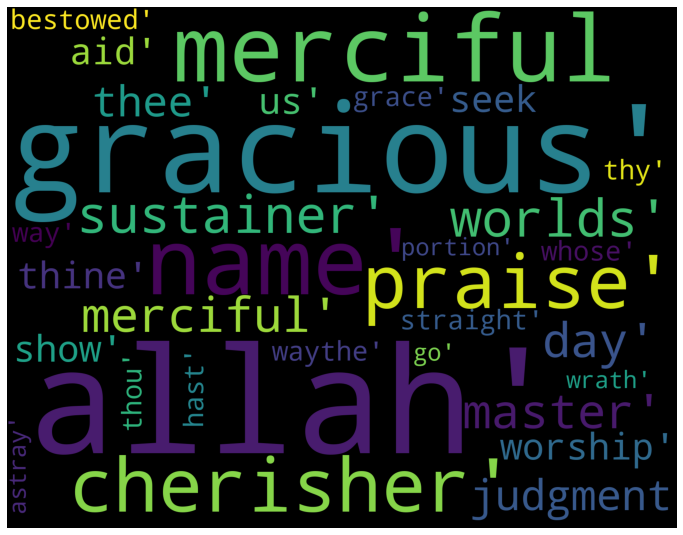 bestowed'
aid'
merciful
thee'
us'
grace'
seek
gracious'
thy'
sustainer'
worlds'
way'
name'
portion'
whose'
thine'
praise'
merciful'
straight'
show'
waythe'
go'
day'
thou'
hast'
allah'
wrath'
master'
astray'
worship'
cherisher'
judgment